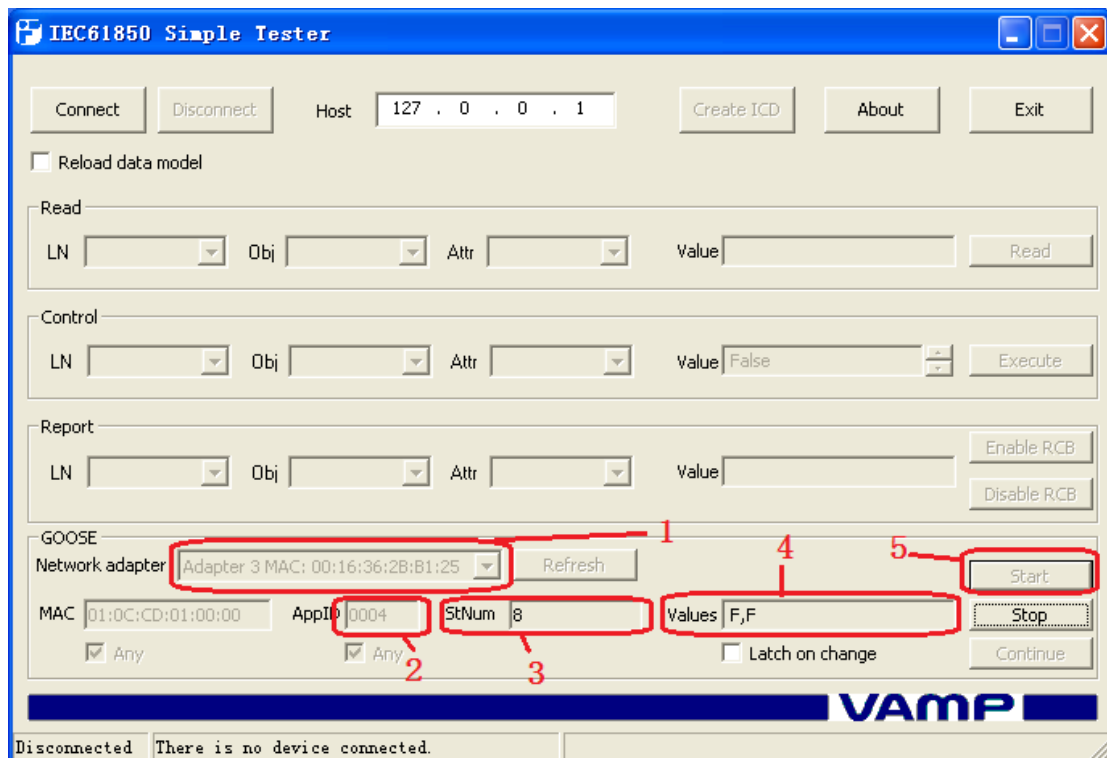 IEC61850 Simple Tester
Connect Disconnect Host 127 . 0 . 0 . 1 Create ICD About Exit
Reload data model
Read
LN Obj Attr Value Read
Control
LN Obj Attr Value False Execute
Report
Enable RCB
LN Obj Attr Value
Disable RCB
GOOSE 1 4 5
Network adapter Adapter 3 MAC: 00:16:36:2B:B1:25 Refresh Start
MAC 01:0C:CD:01:00:00 AppID 0004 StNum 8 Values F,F Stop
Any Any 2 3 Latch on change Continue
VAMP
Disconnected There is no device connected.